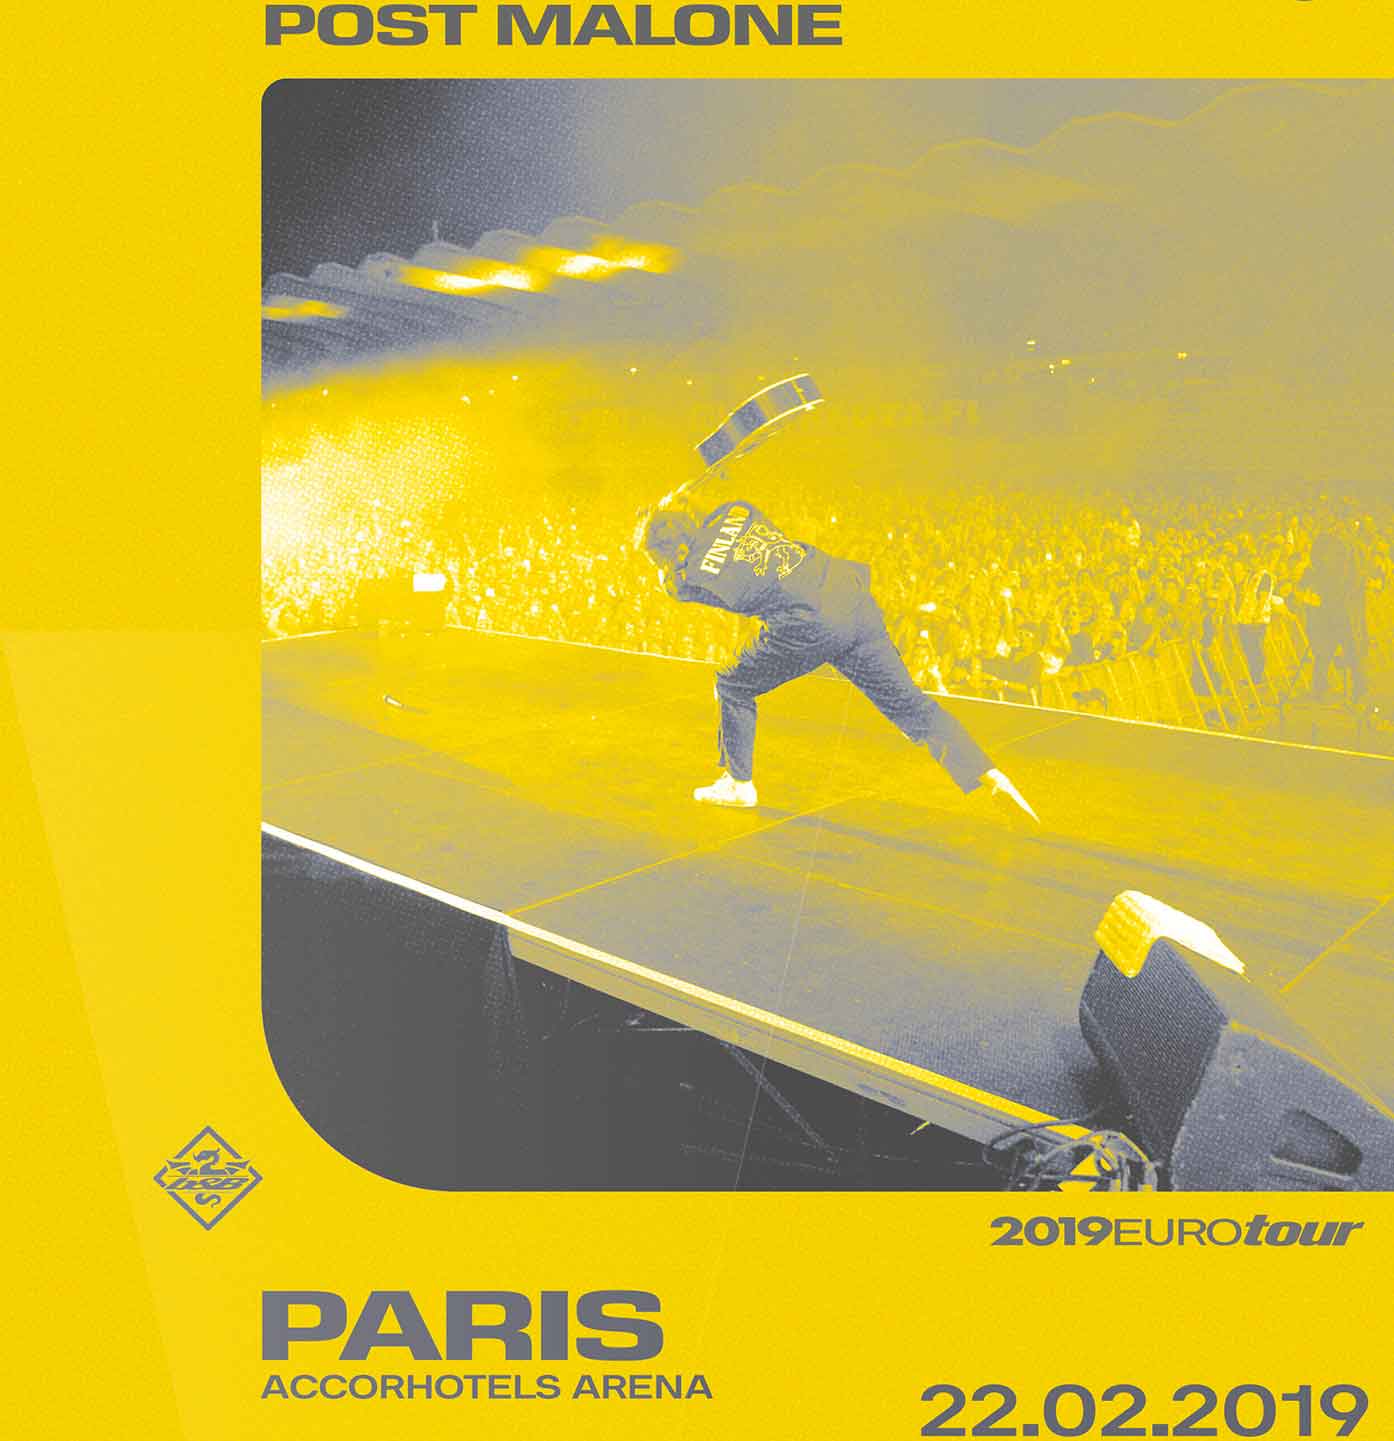 POST MALONE
FINLAND
b&B
2019EUROtour
PARIS
ACCORHOTELS ARENA
22.02.2019